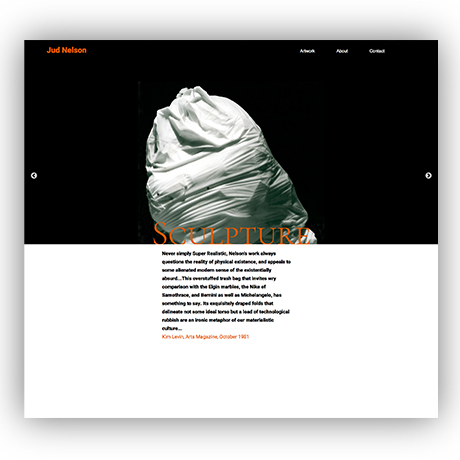 Jud Nelson
Artwork About Contact
SCULPTURE
Never simply Super Realistic, Nelson's work always
questions the reality of physical existence, and appeals to
some alienated modern sense of the existentially
absurd...This overstuffed trash bag that invites wry
comparison with the Elgin marbles, the Nike of
Samothrace, and Bernini as well as Michelangelo, has
something to say. Its exquisitely draped folds that
delineate not some ideal torso but a load of technological
rubbish are an ironic metaphor of our materialistic
culture...
Kim Levin, Arts Magazine, October 1981